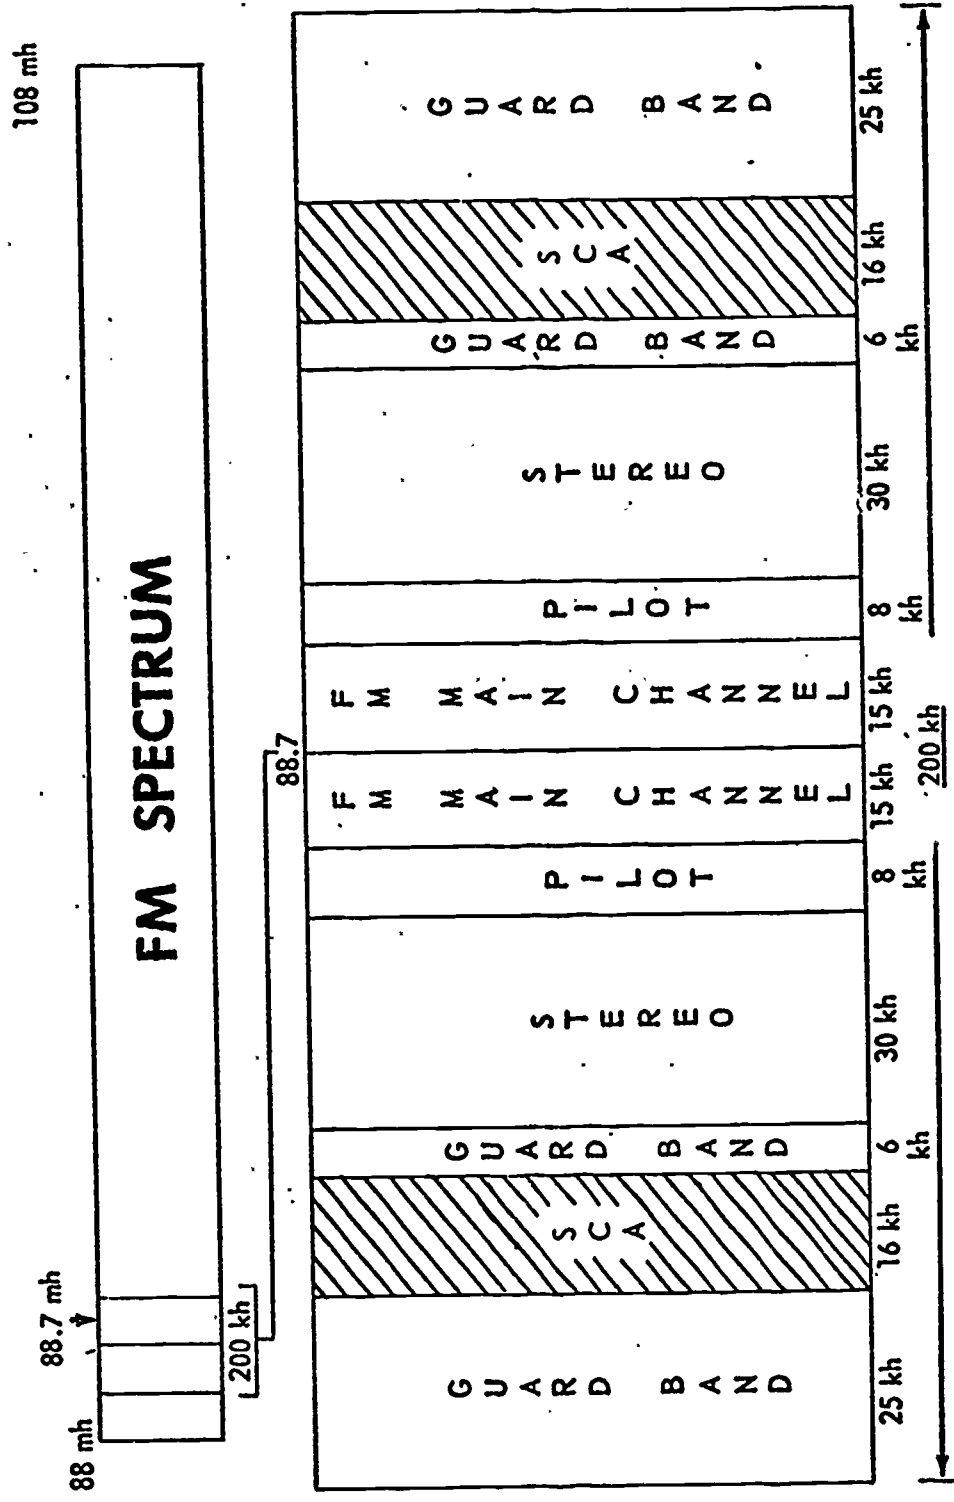 88 mh
88.7 mh
108 mh
FM SPECTRUM
200 kh
88.7
GUARD BAND
SCA
GUARD BAND
STEREO
PILOT
FM MAIN CHANNEL
FM MAIN CHANNEL
PILOT
STEREO
GUARD BAND
SCA
GUARD BAND
25 kh
16 kh
6 kh
30 kh
8 kh
15 kh
15 kh
8 kh
30 kh
6 kh
16 kh
25 kh
200 kh